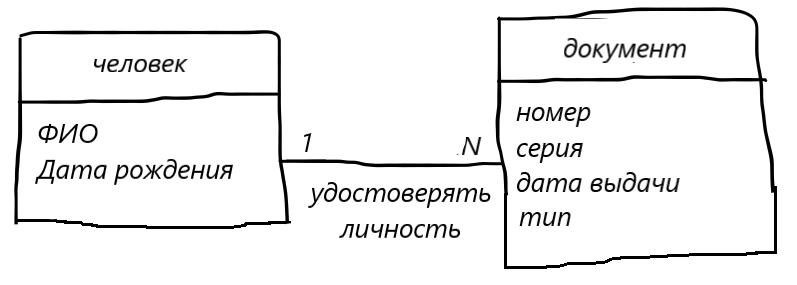 человек
ФИО
Дата рождения
1
N
удостоверять
личность
документ
номер
серия
дата выдачи
тип